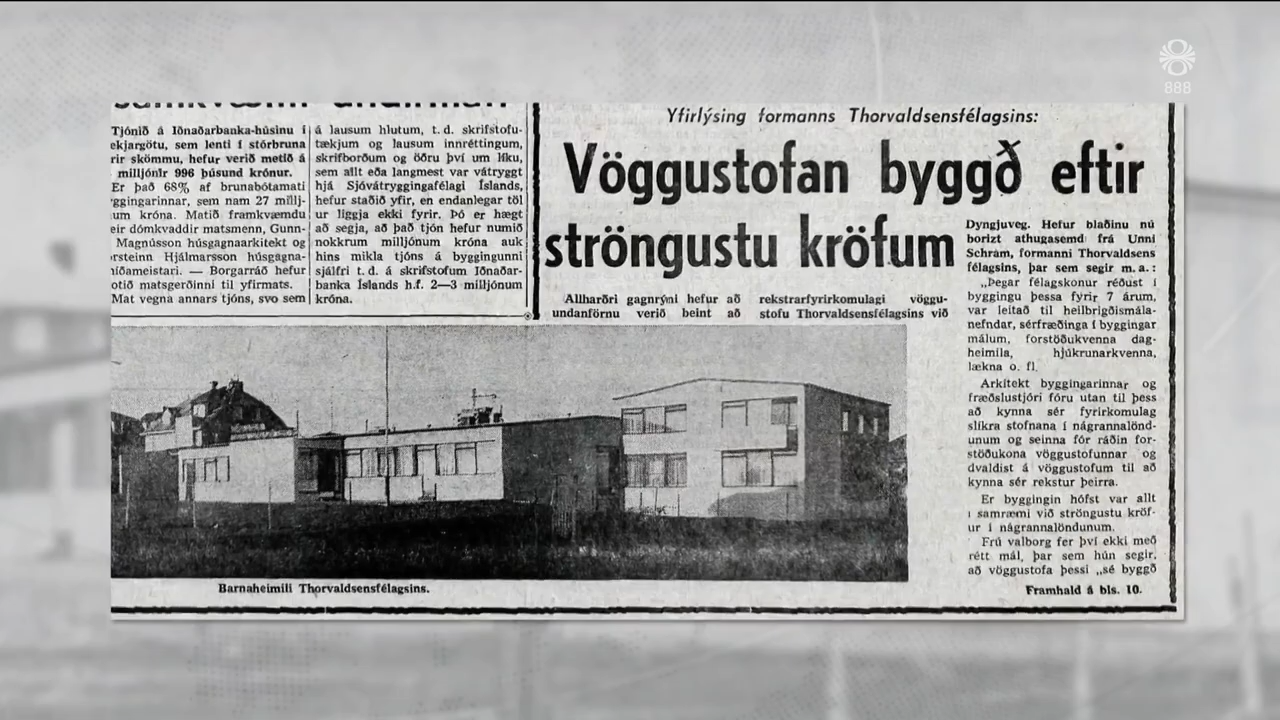 888
Tjónið á Iðnaðarbanka-húsinu í
ekjargötu, sem lenti í stórbruna
rir skömmu, hefur verið metið á
milljónir 996 þúsund krónur.
Er það 68% af brunabótamati
ggingarinnar, sem nam 27 millj-
um króna. Matið framkvæmdu
eir dómkvaddir matsmenn, Gunn-
Magnússon húsgagnaarkitekt og
rsteinn Hjálmarsson húsgagna-
níðameistari. — Borgarráð hefur
otið matsgerðinni til yfirmats.
Mat vegna annars tjóns, svo sem
á lausum hlutum, t. d. skrifstofu-
tækjum og lausum innréttingum,
skrifborðum og öðru því um líku,
sem allt eða langmest var vátryggt
hjá Sjóvátryggingafélagi Íslands,
hefur staðið yfir, en endanlegar töl
ur liggja ekki fyrir. Þó er hægt
að segja, að það tjón hefur numið
nokkrum milljónum króna auk
hins mikla tjóns á byggingunni
sjálfri t. d. á skrifstofum Iðnaðar-
banka Íslands h.f. 2—3 milljónum
króna.
Yfirlýsing formanns Thorvaldsensfélagsins:
Vöggustofan byggð eftir
ströngustu kröfum
Allharðri gagnrýni hefur að
undanförnu verið beint að
rekstrarfyrirkomulagi vöggu-
stofu Thorvaldsensfélagsins við
Dyngjuveg. Hefur blaðinu nú
borizt athugasemd frá Unni
Schram, formanni Thorvaldsens
félagsins, þar sem segir m. a. :
„Þegar félagskonur réðust í
byggingu þessa fyrir 7 árum,
var leitað til heilbrigðismála-
nefndar, sérfræðinga í byggingar
málum, forstöðukvenna dag-
heimila, hjúkrunarkvenna,
lækna o. fl.
Arkitekt byggingarinnar og
fræðslustjóri fóru utan til þess
að kynna sér fyrirkomulag
slíkra stofnana í nágrannalönd-
unum og seinna fór ráðin for-
stöðukona vöggustofunnar og
dvaldist á vöggustofum til að
kynna sér rekstur þeirra.
Er byggingin hófst var allt
í samræmi við ströngustu kröf-
ur í nágrannalöndunum.
Frú valborg fer því ekki með
rétt mál, þar sem hún segir,
að vöggustofa þessi „sé byggð
Framhald á bls. 10.
Barnaheimili Thorvaldsensfélagsins.